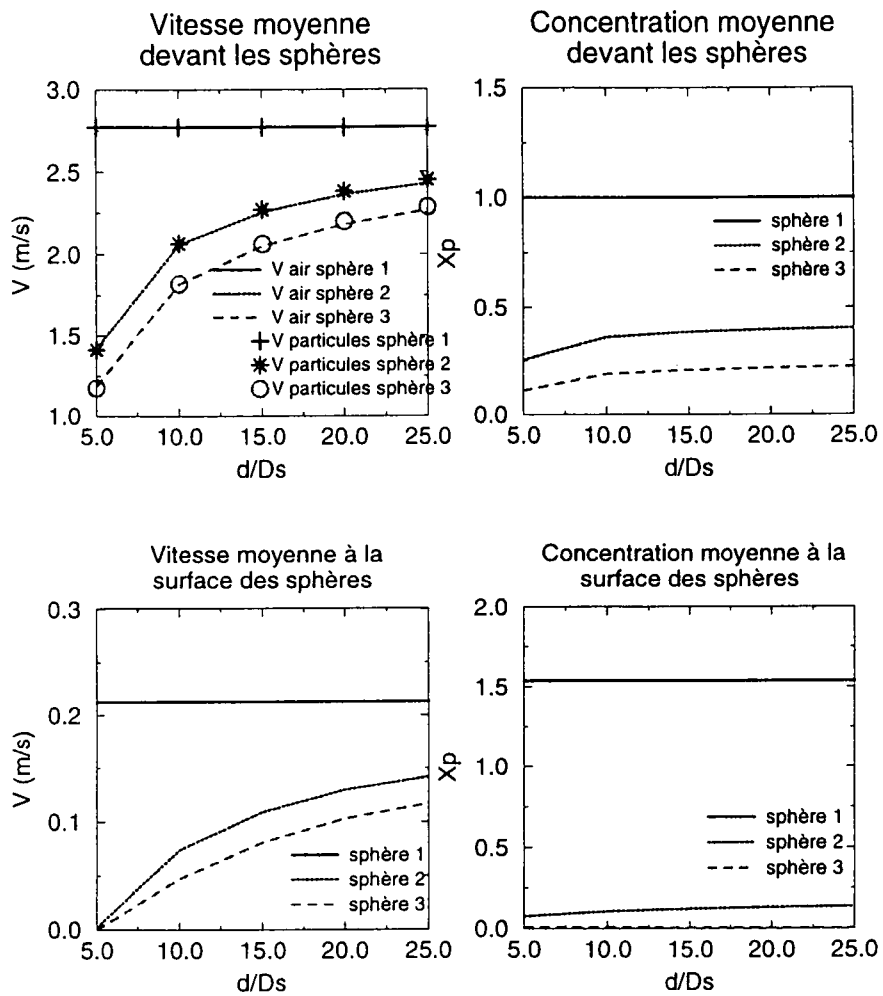 Vitesse moyenne
devant les sphères
3.0
2.5
2.0
1.5
1.0
V (m/s)
V air sphère 1
V air sphère 2
V air sphère 3
V particules sphère 1
V particules sphère 2
V particules sphère 3
5.0 10.0 15.0 20.0 25.0
d/Ds
Concentration moyenne
devant les sphères
1.5
1.0
0.5
0.0
Xp
sphère 1
sphère 2
sphère 3
5.0 10.0 15.0 20.0 25.0
d/Ds
Vitesse moyenne à la
surface des sphères
0.3
0.2
0.1
0.0
V (m/s)
sphère 1
sphère 2
sphère 3
5.0 10.0 15.0 20.0 25.0
d/Ds
Concentration moyenne à la
surface des sphères
2.0
1.5
1.0
0.5
0.0
Xp
sphère 1
sphère 2
sphère 3
5.0 10.0 15.0 20.0 25.0
d/Ds